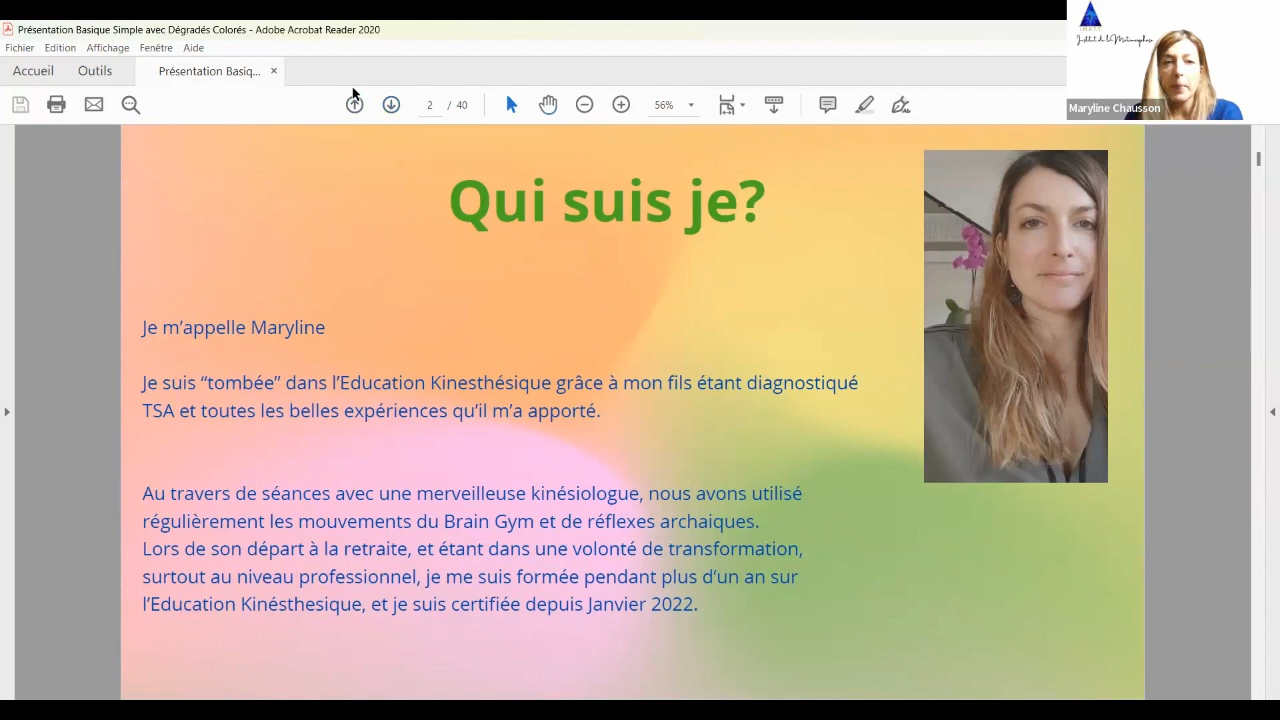 Présentation Basique Simple avec Dégradés Colorés - Adobe Acrobat Reader 2020
Fichier Edition Affichage Fenêtre Aide
Accueil Outils Présentation Basiq... ×
2 / 40 56%
Institut de la Métamorphose
Maryline Chausson
Qui suis je?
Je m’appelle Maryline
Je suis “tombée” dans l’Education Kinesthésique grâce à mon fils étant diagnostiqué
TSA et toutes les belles expériences qu’il m’a apporté.
Au travers de séances avec une merveilleuse kinésiologue, nous avons utilisé
régulièrement les mouvements du Brain Gym et de réflexes archaiques.
Lors de son départ à la retraite, et étant dans une volonté de transformation,
surtout au niveau professionnel, je me suis formée pendant plus d’un an sur
l’Education Kinésthesique, et je suis certifiée depuis Janvier 2022.